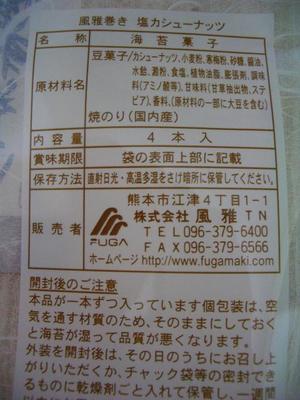 風雅巻き 塩カシューナッツ
名称 海苔菓子
原材料名 豆菓子/カシューナッツ、小麦粉、寒梅粉、砂糖、醤油、
水飴、澱粉、食塩、植物油脂、膨張剤、調味
料(アミノ酸等)、甘味料(甘草抽出物、ステ
ビア)、香料、(原材料の一部に大豆を含む)
焼のり(国内産)
内容量 4本入
賞味期限 袋の表面上部に記載
保存方法 直射日光・高温多湿をさけ暗所に保管してください。
販売者 FUGA
熊本市江津4丁目1-1
株式会社 風雅TN
TEL096-379-6400
FAX096-379-6566
ホームページ http://www.fugamaki.com
開封後のご注意
本品が一本ずつ入っています個包装は、空
気を通す材質のため、そのままにしておく
と海苔が湿って品質が悪くなります。
外装を開封後は、その日のうちにお召し上
がりいただくか、チャック袋等の密封でき
るものに乾燥剤ごと入れて保管し、一週間